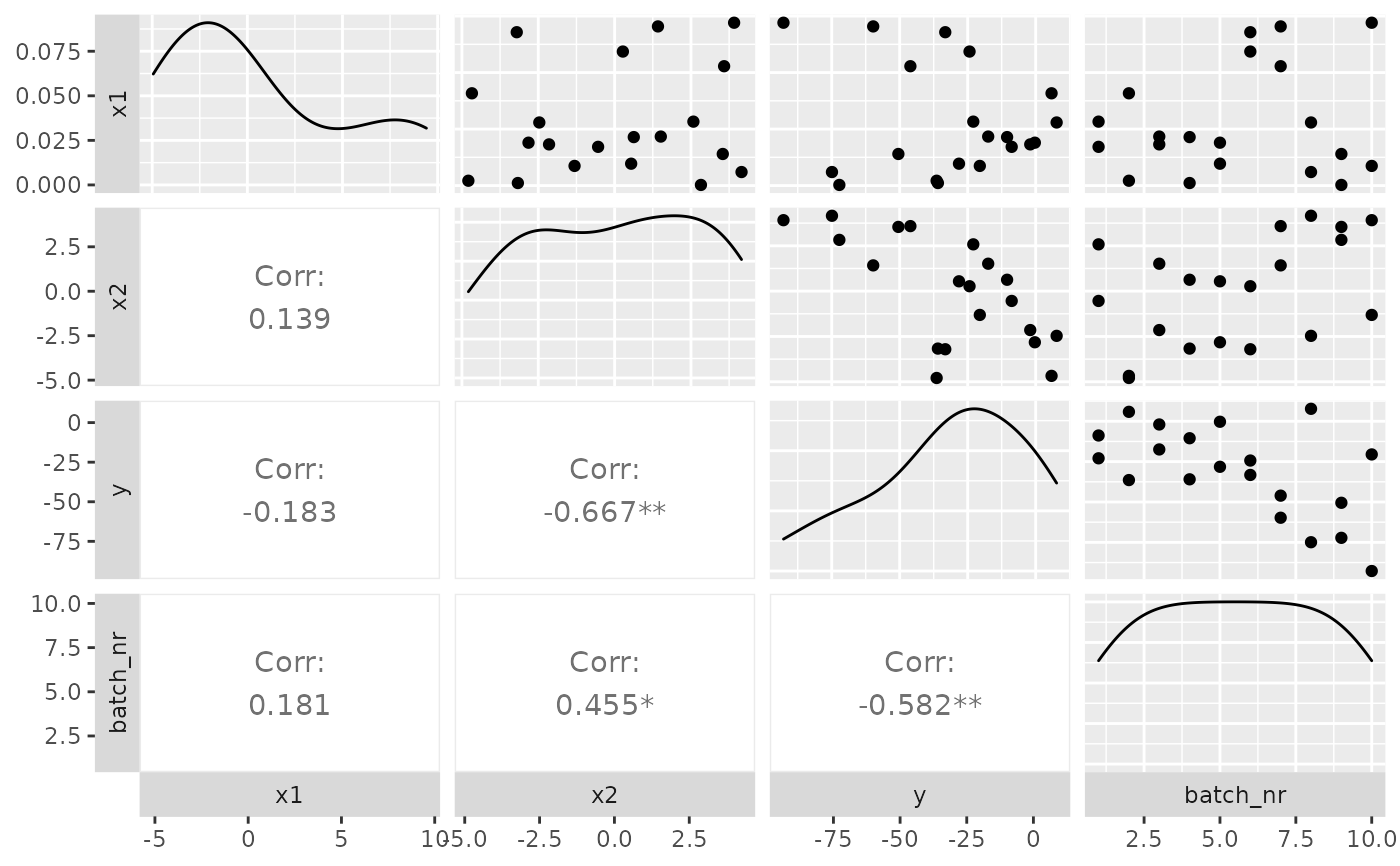 0.075
0.050
0.025
0.000
x1
2.5
0.0
-2.5
-5.0
x2
Corr:
0.139
0
-25
-50
-75
y
Corr:
-0.183
Corr:
-0.667**
10.0
7.5
5.0
2.5
batch_nr
Corr:
0.181
Corr:
0.455*
Corr:
-0.582**
x1 x2 y batch_nr
-5 0 5 10 -5.0 -2.5 0.0 2.5 -75 -50 -25 0 2.5 5.0 7.5 10.0